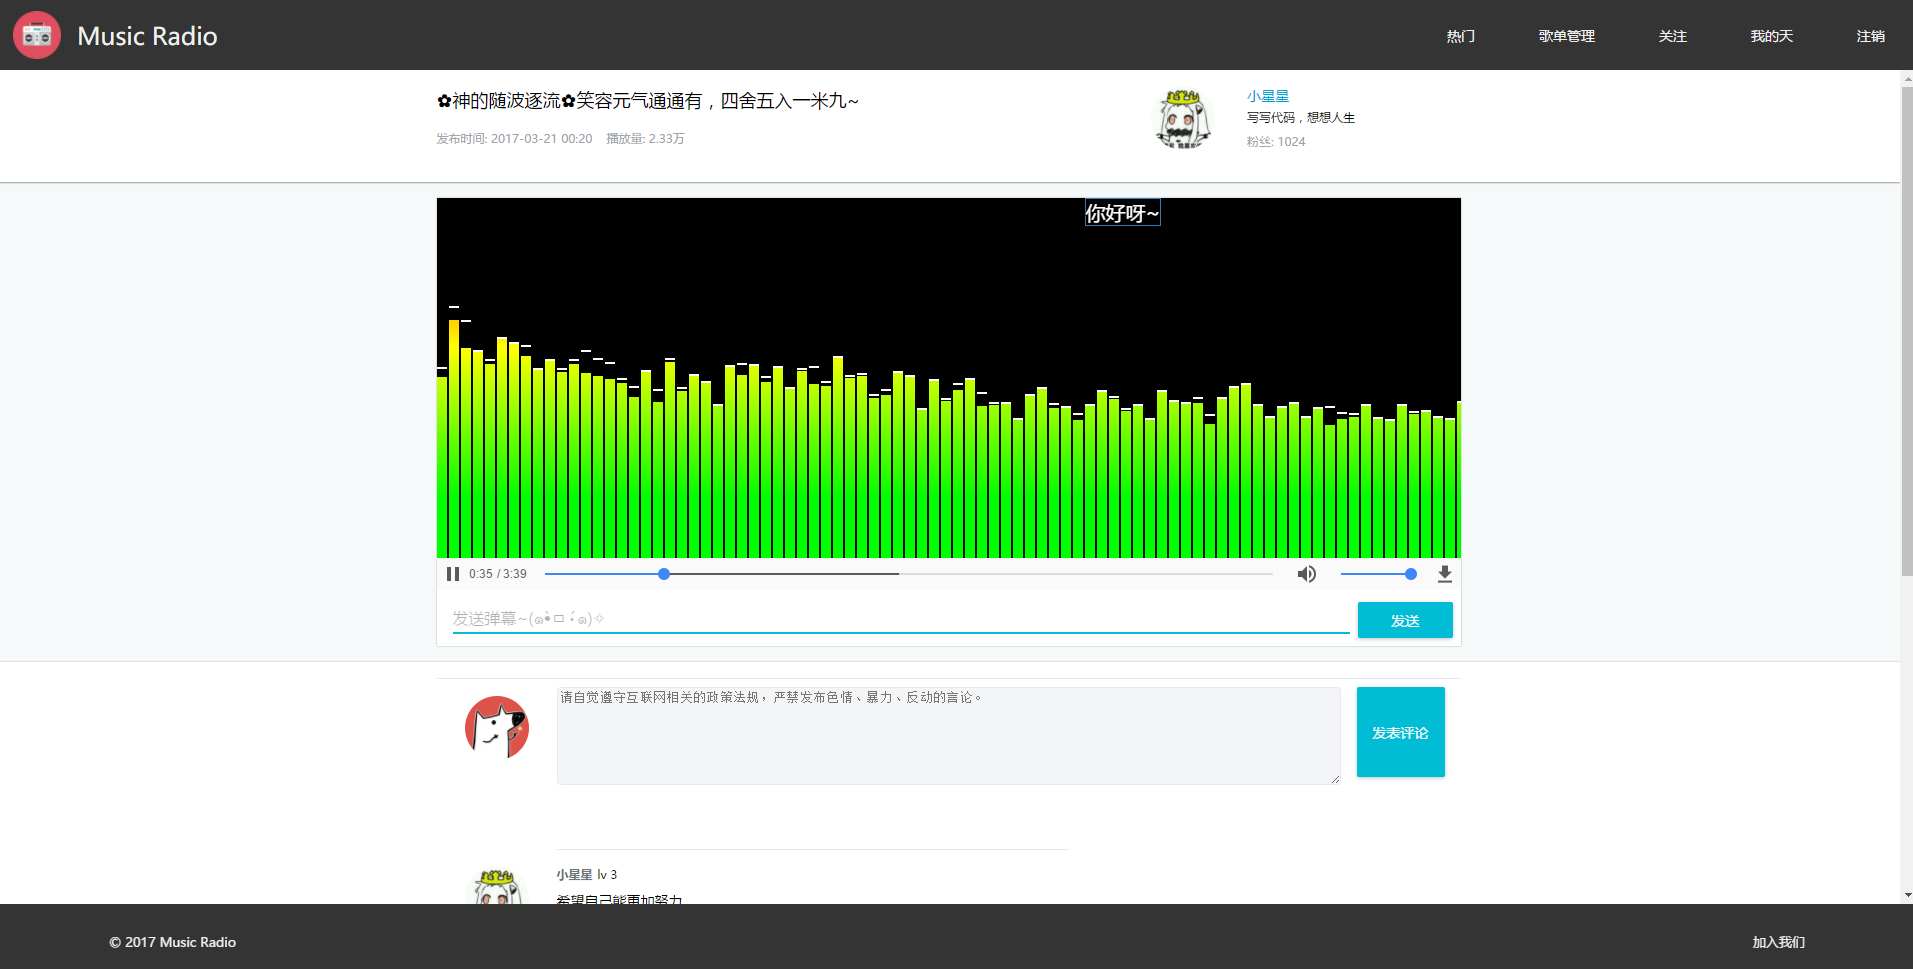 Music Radio
热门 歌单管理 关注 我的天 注销
✿神的随波逐流✿笑容元气通通有，四舍五入一米九~
发布时间: 2017-03-21 00:20 播放量: 2.33万
小星星
写写代码，想想人生
粉丝: 1024
你好呀~
0:35 / 3:39
发送弹幕~(๑•̀ㅁ•́๑)✧
发送
请自觉遵守互联网相关的政策法规，严禁发布色情、暴力、反动的言论。
发表评论
小星星 lv 3
希望自己能更加努力
© 2017 Music Radio
加入我们